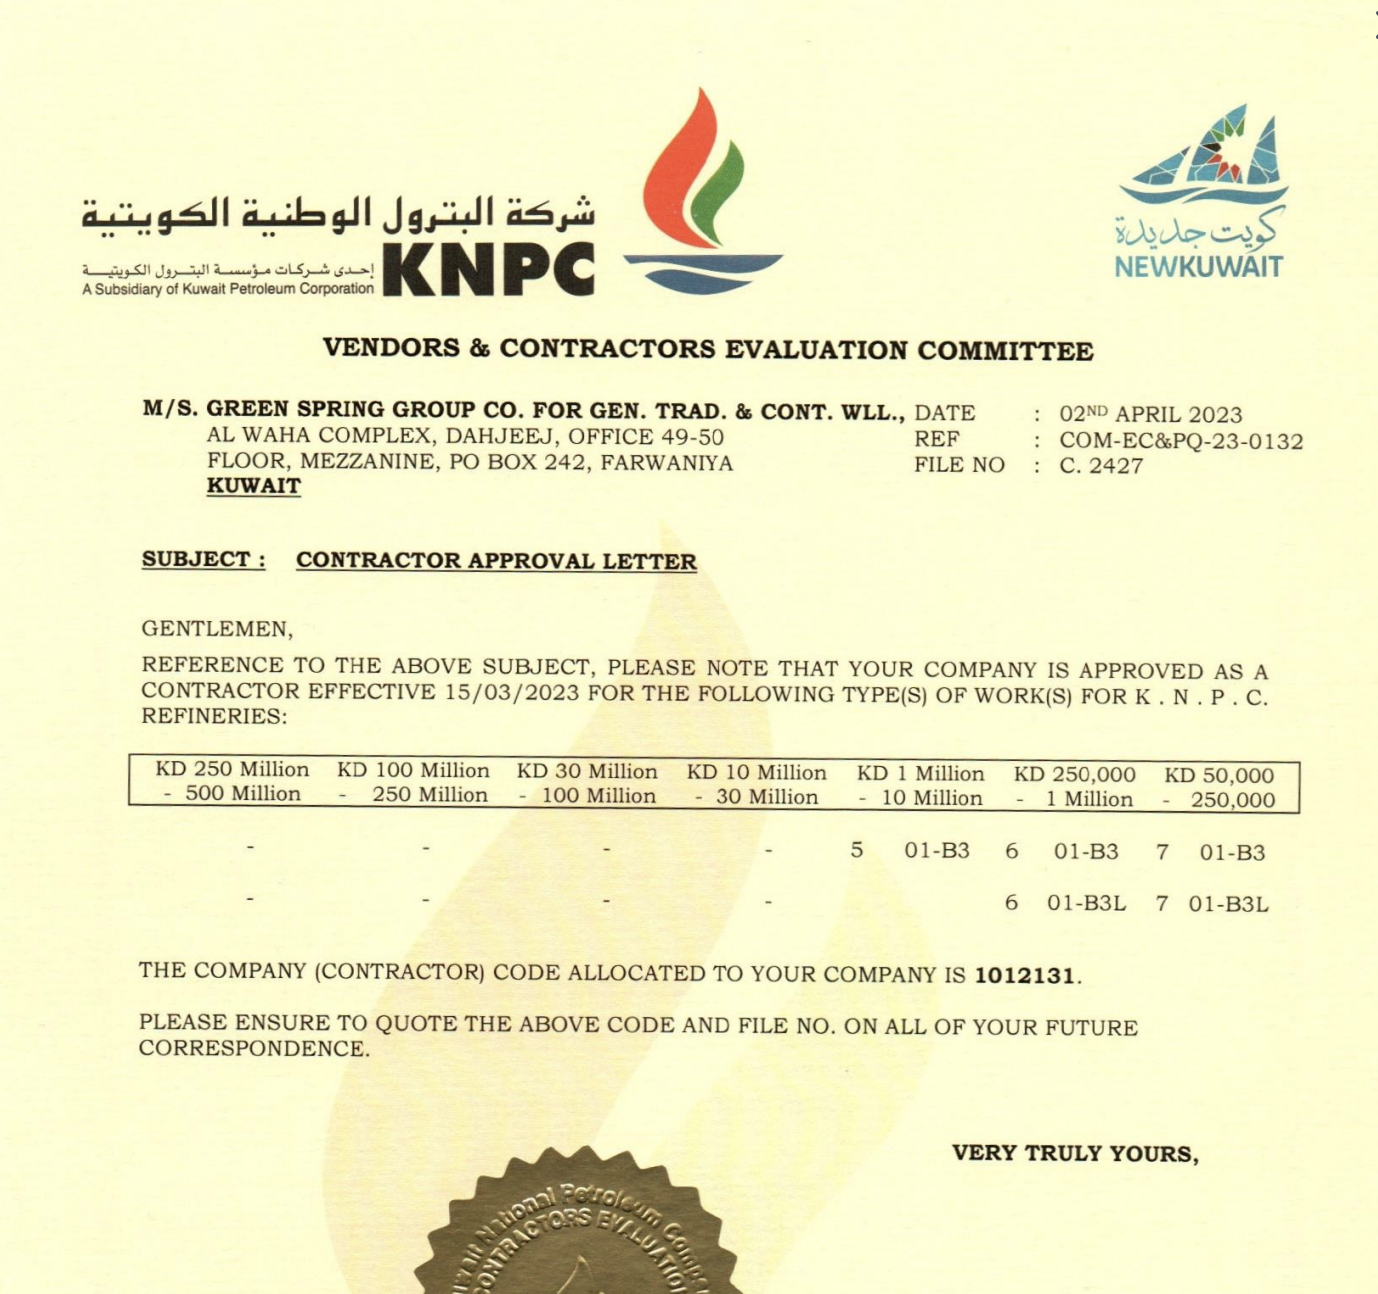 شركة البترول الوطنية الكويتية
إحدى شركات مؤسسة البترول الكويتية
A Subsidiary of Kuwait Petroleum Corporation
KNPC
كويت جديدة
NEWKUWAIT
VENDORS & CONTRACTORS EVALUATION COMMITTEE
M/S. GREEN SPRING GROUP CO. FOR GEN. TRAD. & CONT. WLL., DATE : 02ND APRIL 2023
AL WAHA COMPLEX, DAHJEEJ, OFFICE 49-50 REF : COM-EC&PQ-23-0132
FLOOR, MEZZANINE, PO BOX 242, FARWANIYA FILE NO : C. 2427
KUWAIT
SUBJECT : CONTRACTOR APPROVAL LETTER
GENTLEMEN,
REFERENCE TO THE ABOVE SUBJECT, PLEASE NOTE THAT YOUR COMPANY IS APPROVED AS A
CONTRACTOR EFFECTIVE 15/03/2023 FOR THE FOLLOWING TYPE(S) OF WORK(S) FOR K . N . P . C.
REFINERIES:
KD 250 Million KD 100 Million KD 30 Million KD 10 Million KD 1 Million KD 250,000 KD 50,000
- 500 Million - 250 Million - 100 Million - 30 Million - 10 Million - 1 Million - 250,000
- - - - 5 01-B3 6 01-B3 7 01-B3
- - - - 6 01-B3L 7 01-B3L
THE COMPANY (CONTRACTOR) CODE ALLOCATED TO YOUR COMPANY IS 1012131.
PLEASE ENSURE TO QUOTE THE ABOVE CODE AND FILE NO. ON ALL OF YOUR FUTURE
CORRESPONDENCE.
VERY TRULY YOURS,
National Petroleum
CONTRACTORS EVALUATION